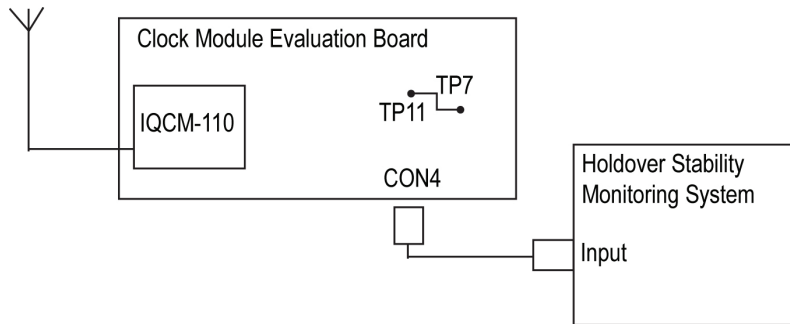 Clock Module Evaluation Board
IQCM-110
TP7
TP11
CON4
Holdover Stability
Monitoring System
Input